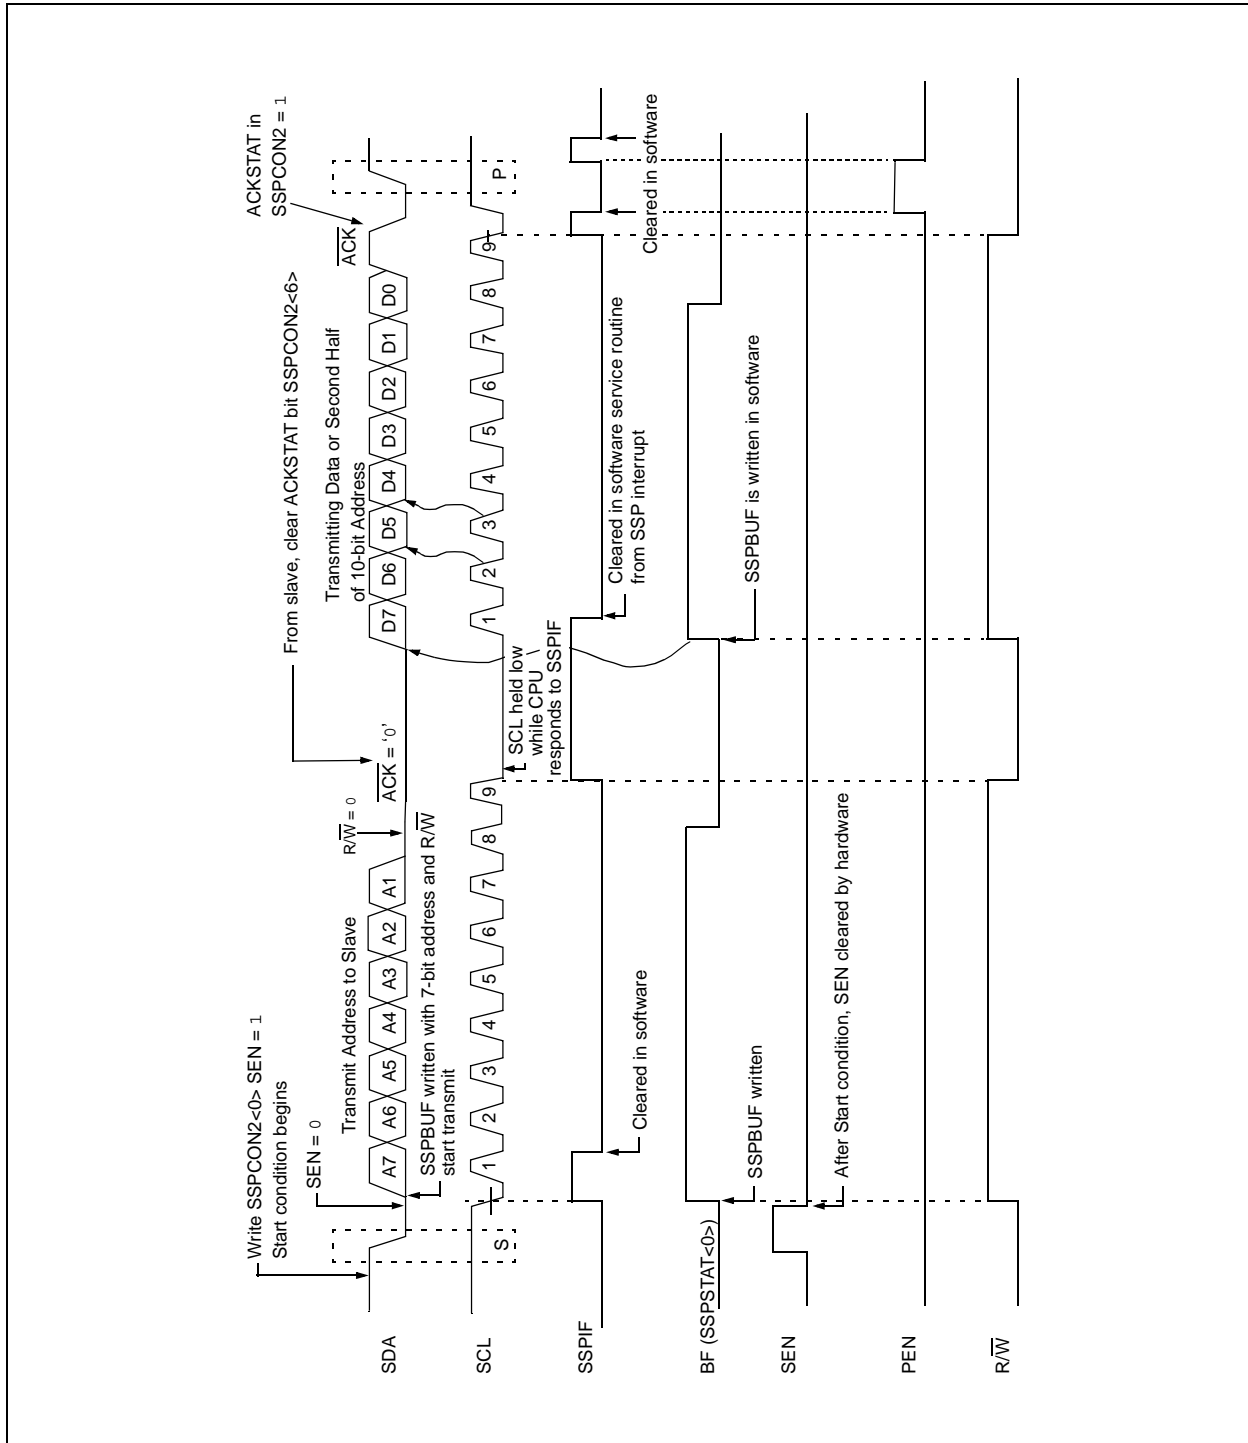 Write SSPCON2<0> SEN = 1
Start condition begins
SEN = 0
From slave, clear ACKSTAT bit SSPCON2<6>
ACKSTAT in
SSPCON2 = 1
Transmit Address to Slave
R/W = 0
Transmitting Data or Second Half
of 10-bit Address
ACK
SDA
A7 A6 A5 A4 A3 A2 A1
ACK = '0'
D7 D6 D5 D4 D3 D2 D1 D0
SSPBUF written with 7-bit address and R/W
start transmit
SCL
S
1 2 3 4 5 6 7 8 9
1 2 3 4 5 6 7 8 9
P
SCL held low
while CPU
responds to SSPIF
SSPIF
Cleared in software
Cleared in software service routine
from SSP interrupt
Cleared in software
BF (SSPSTAT<0>)
SSPBUF written
SSPBUF is written in software
SEN
After Start condition, SEN cleared by hardware
PEN
R/W